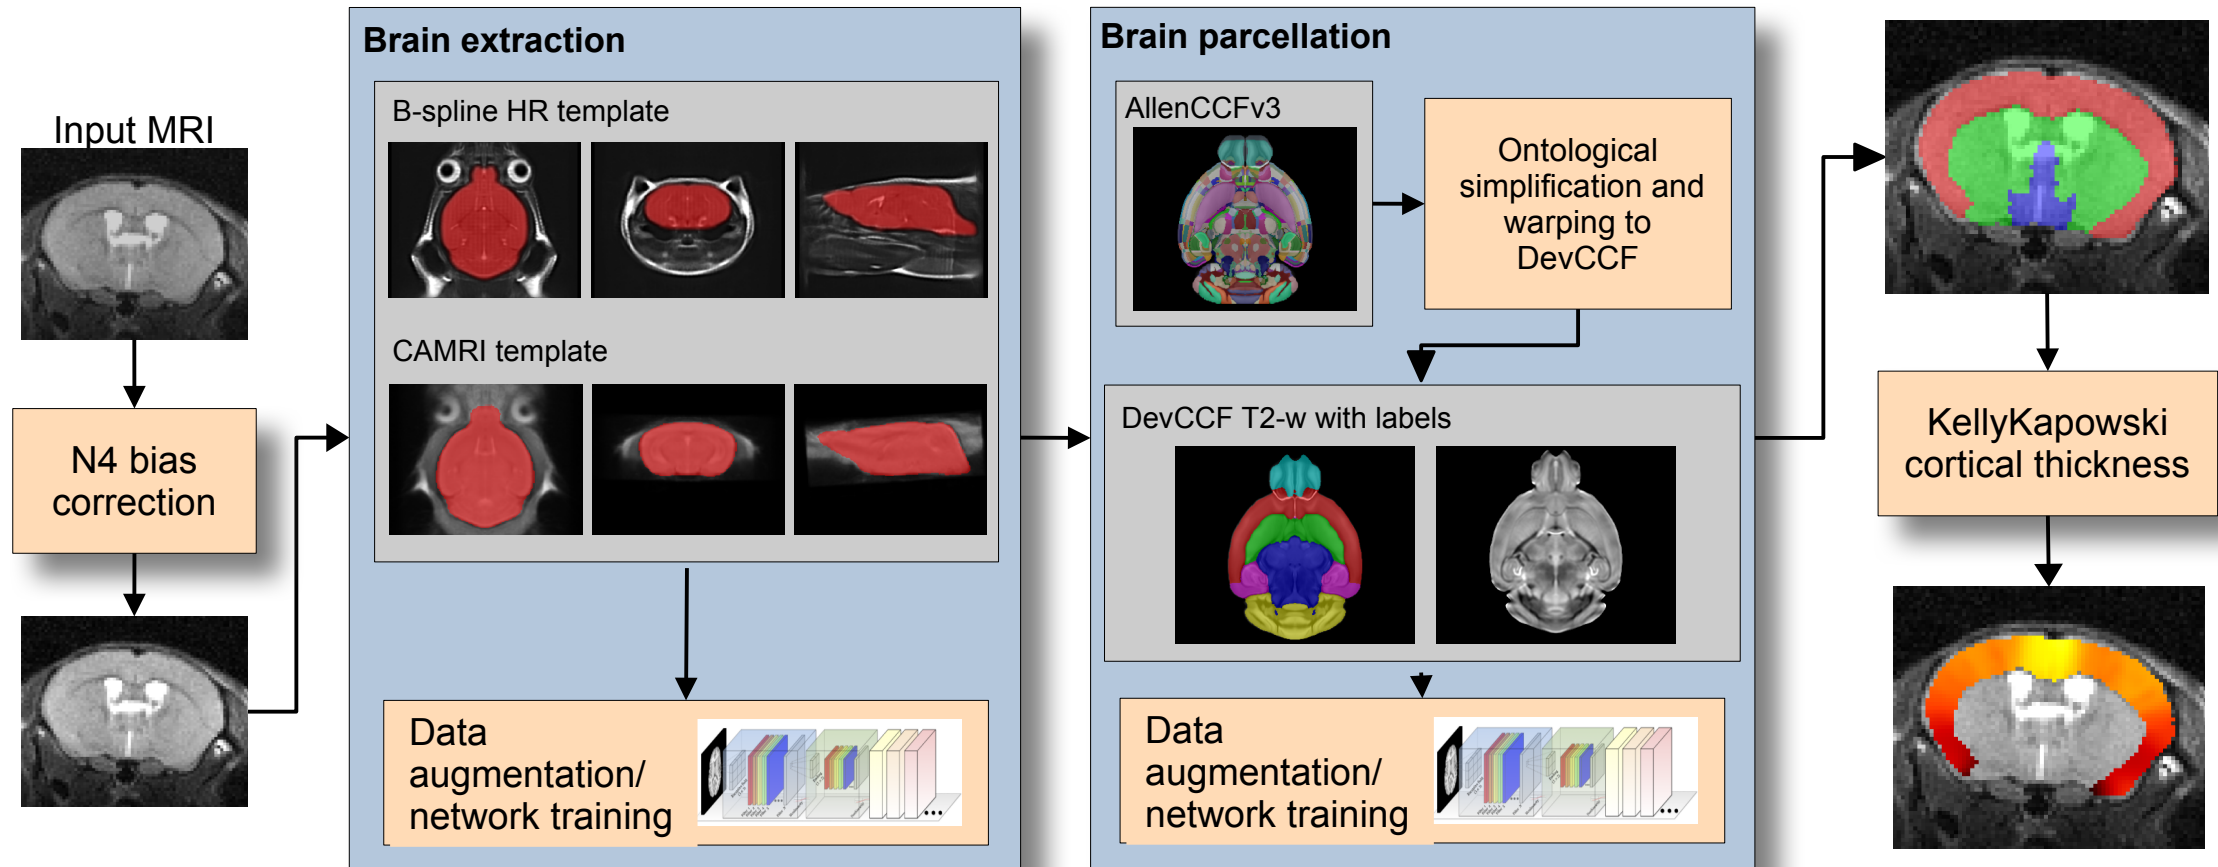 Input MRI
N4 bias
correction
Brain extraction
B-spline HR template
CAMRI template
Data
augmentation/
network training
Brain parcellation
AllenCCFv3
Ontological
simplification and
warping to
DevCCF
DevCCF T2-w with labels
Data
augmentation/
network training
KellyKapowski
cortical thickness